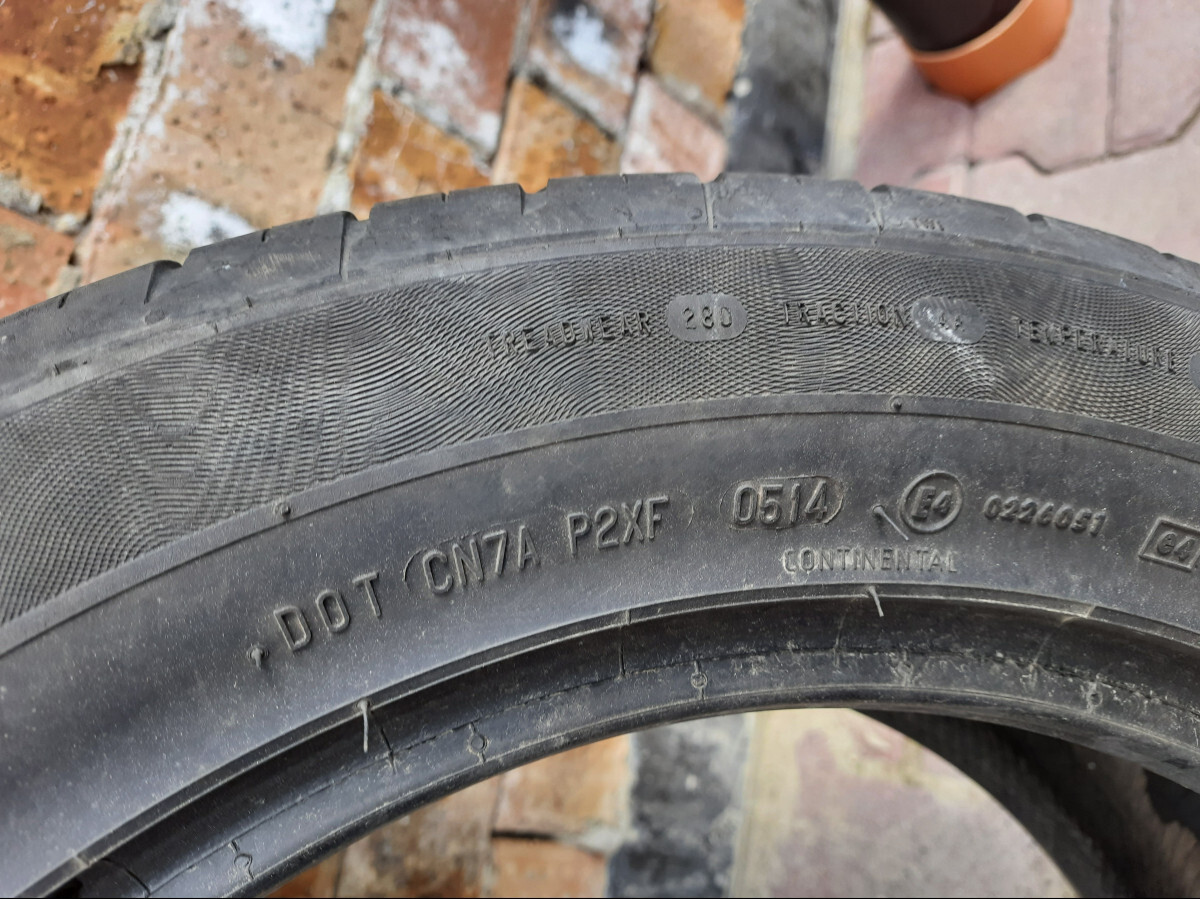 TREADWEAR 280 TRACTION TEMPERATURE
DOT CN7A P2XF 0514 E4 0226051
CONTINENTAL